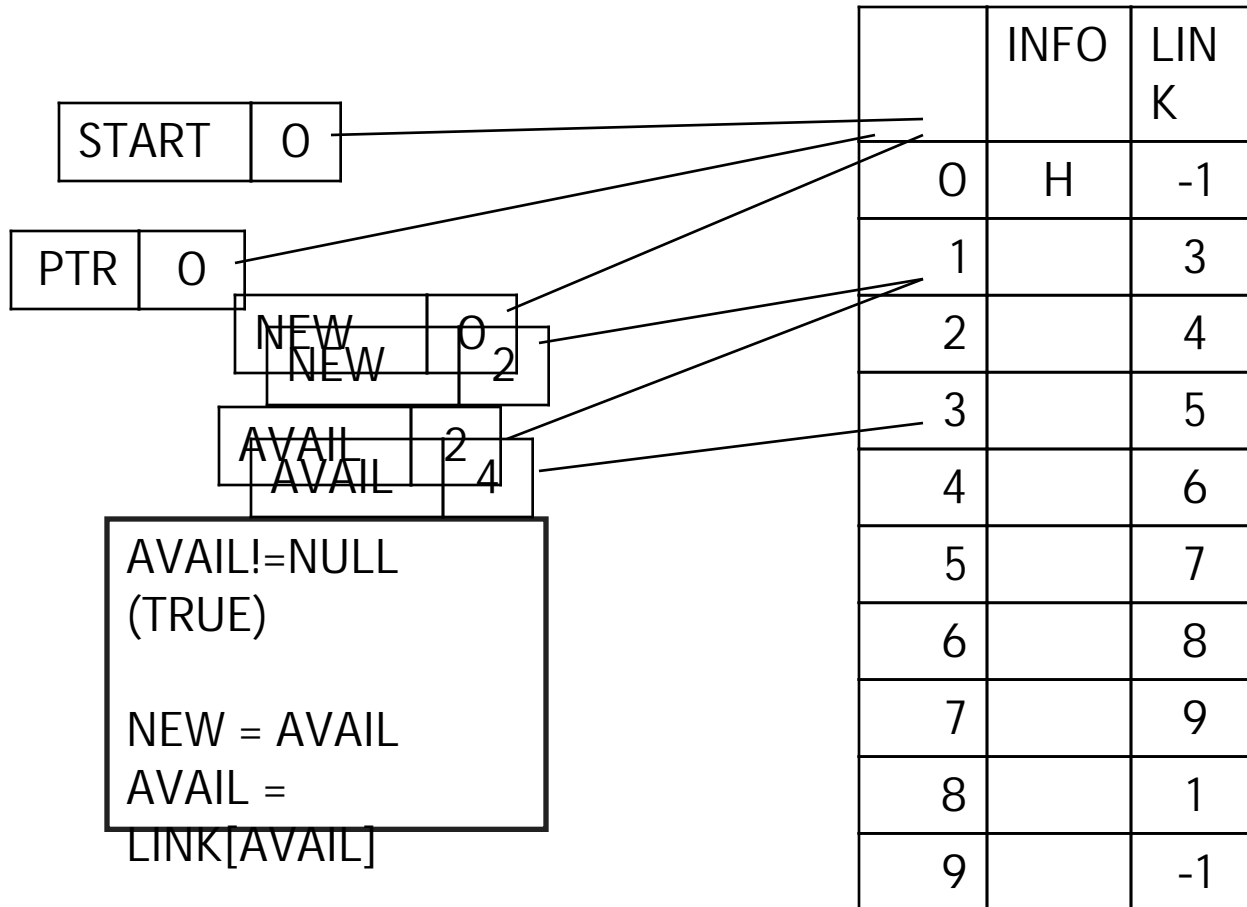 START 0
PTR 0
NEW 0
NEW 2
AVAIL 2
AVAIL 4
AVAIL!=NULL
(TRUE)
NEW = AVAIL
AVAIL =
LINK[AVAIL]
INFO LIN
K
0 H -1
1 3
2 4
3 5
4 6
5 7
6 8
7 9
8 1
9 -1